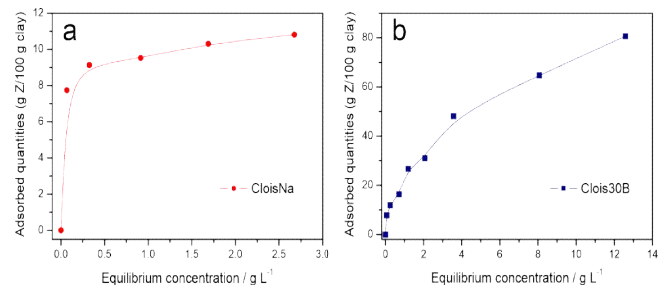 a
Adsorbed quantities (g Z/100 g clay)
12
10
8
6
4
2
0
0.0 0.5 1.0 1.5 2.0 2.5 3.0
CloisNa
Equilibrium concentration / g L⁻¹
b
Adsorbed quantities (g Z/100 g clay)
80
60
40
20
0
0 2 4 6 8 10 12 14
Clois30B
Equilibrium concentration / g L⁻¹